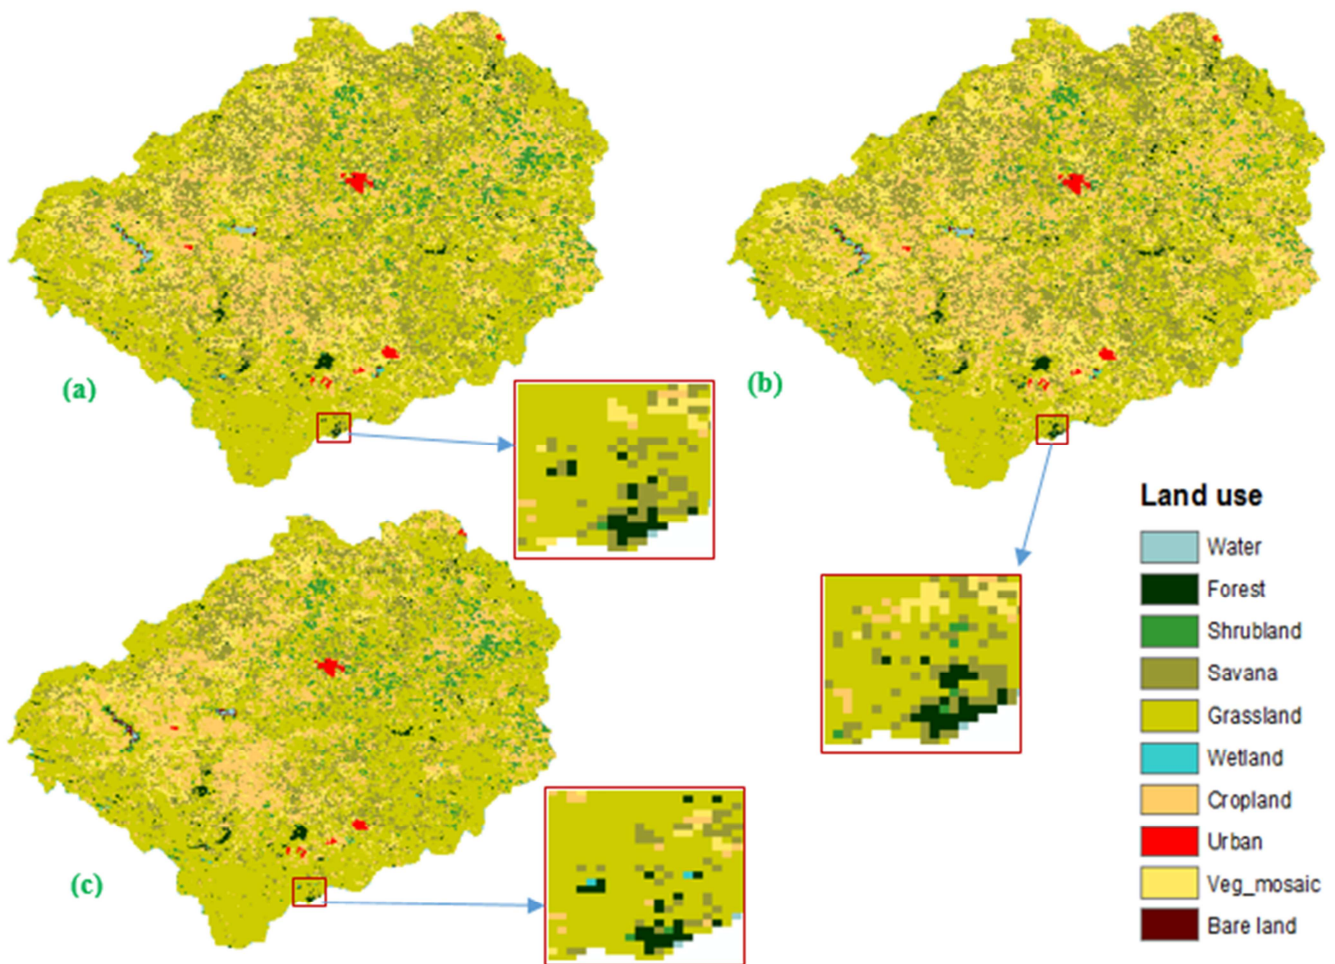 (a)
(b)
(c)
Land use
Water
Forest
Shrubland
Savana
Grassland
Wetland
Cropland
Urban
Veg_mosaic
Bare land